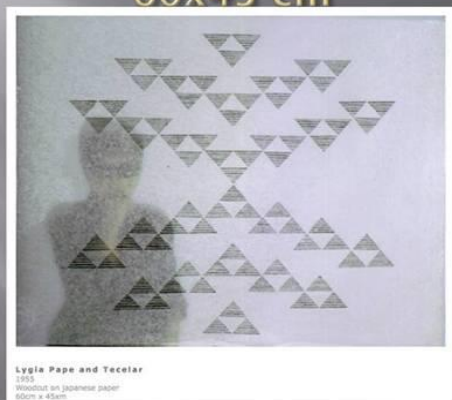 60x45 cm
Lygia Pape and Tecelar
1955
Woodcut on Japanese paper
60cm x 45cm